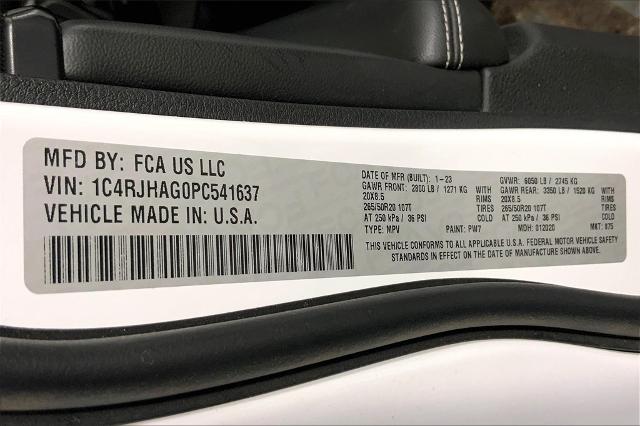 MFD BY: FCA US LLC
VIN: 1C4RJHAG0PC541637
VEHICLE MADE IN: U.S.A.
DATE OF MFR (BUILT): 1-23 GVWR: 6050 LB / 2745 KG
GAWR FRONT: 2800 LB / 1271 KG WITH GAWR REAR: 3350 LB / 1520 KG WITH
20X8.5 RIMS 20X8.5 RIMS
265/50R20 107T TIRES 265/50R20 107T TIRES
AT 250 kPa / 36 PSI COLD AT 250 kPa / 36 PSI COLD
TYPE: MPV PAINT: PW7 MDH: 012020 MKT: 875
THIS VEHICLE CONFORMS TO ALL APPLICABLE U.S.A. FEDERAL MOTOR VEHICLE SAFETY
STANDARDS IN EFFECT ON THE DATE OF MANUFACTURE SHOWN ABOVE.